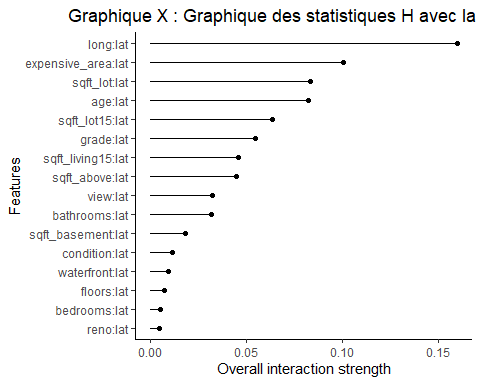 Graphique X : Graphique des statistiques H avec la
long:lat
expensive_area:lat
sqft_lot:lat
age:lat
sqft_lot15:lat
grade:lat
sqft_living15:lat
sqft_above:lat
view:lat
bathrooms:lat
sqft_basement:lat
condition:lat
waterfront:lat
floors:lat
bedrooms:lat
reno:lat
Features
0.00 0.05 0.10 0.15
Overall interaction strength